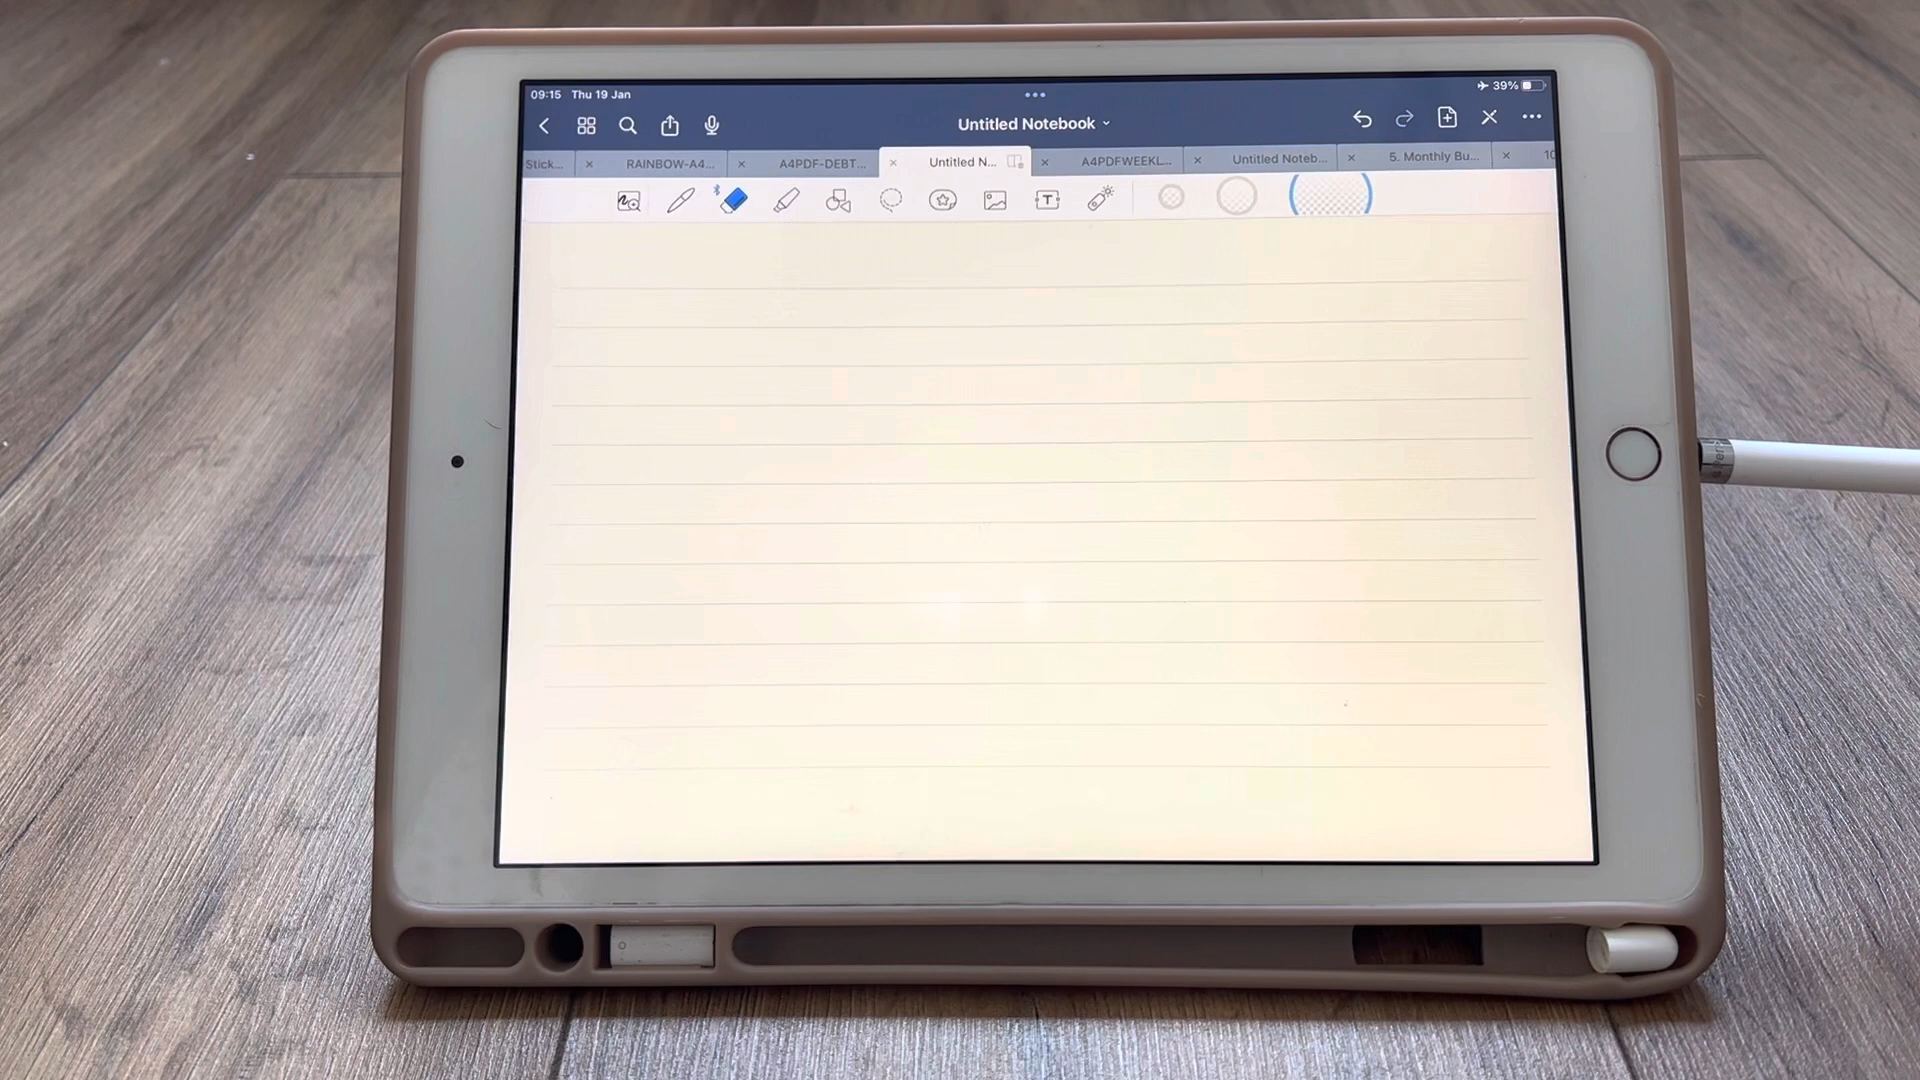 09:15 Thu 19 Jan
39%
Untitled Notebook
Stick... RAINBOW-A4... A4PDF-DEBT... Untitled N... A4PDFWEEKL... Untitled Noteb... 5. Monthly Bu... 10
T